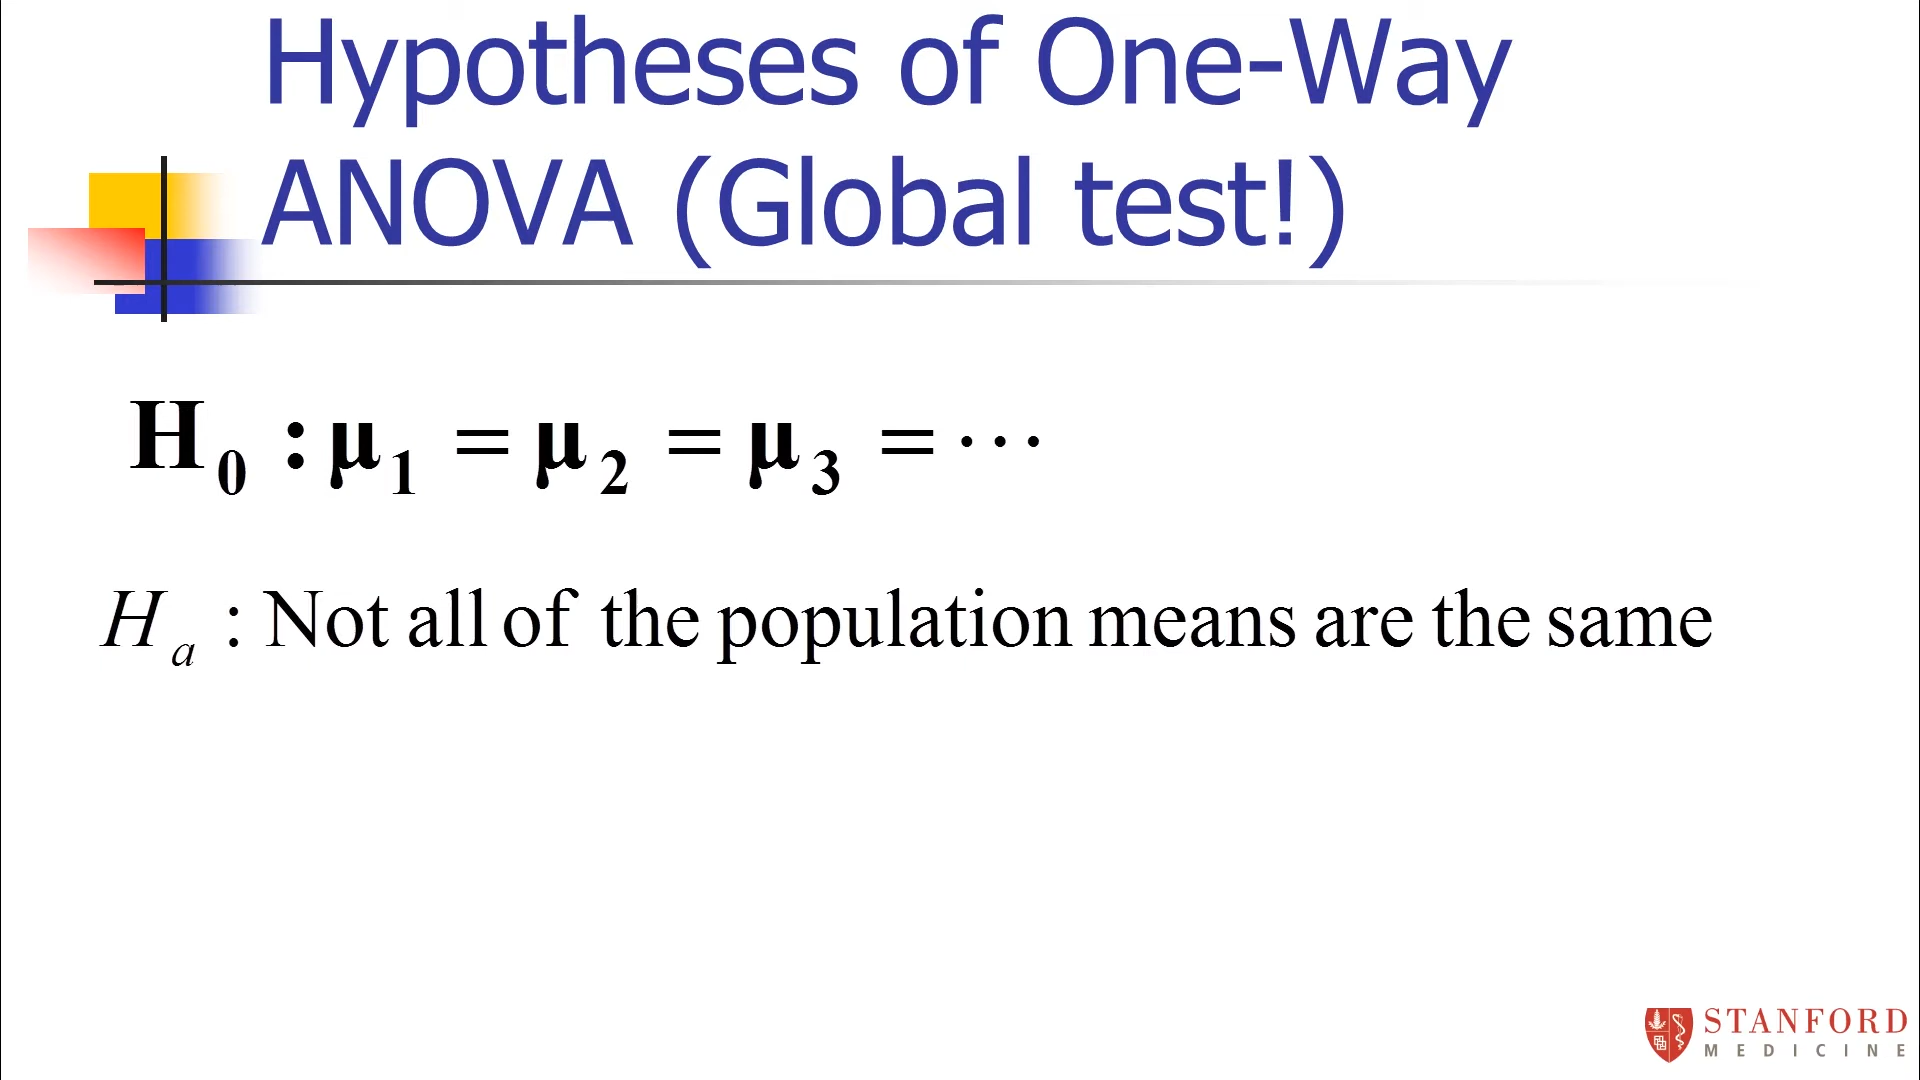 Hypotheses of One-Way
ANOVA (Global test!)
H₀ : μ₁ = μ₂ = μ₃ = ⋯
Hₐ : Not all of the population means are the same
STANFORD
MEDICINE